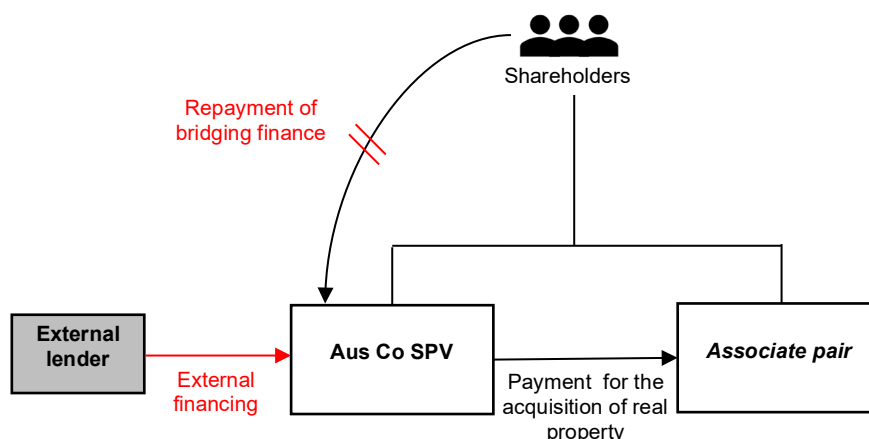 Shareholders
Repayment of
bridging finance
External
lender
External
financing
Aus Co SPV
Payment for the
acquisition of real
property
Associate pair